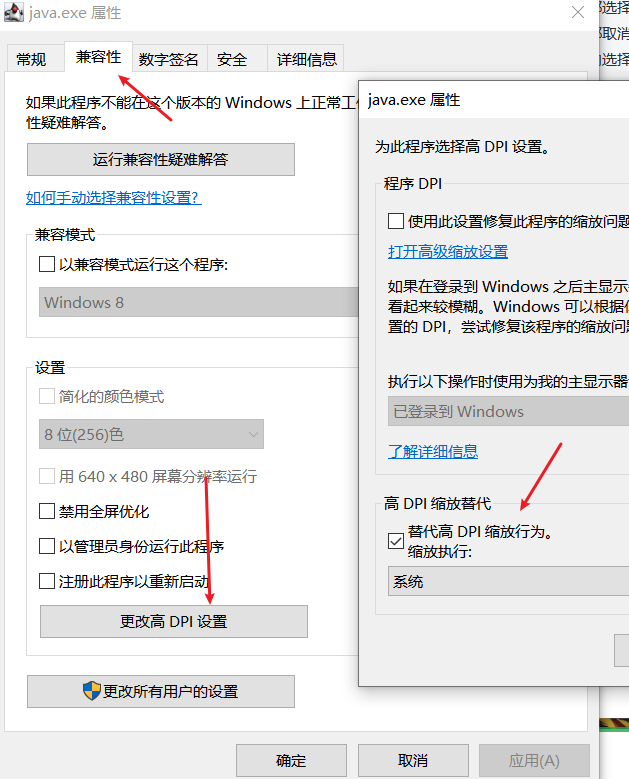 java.exe 属性
常规
兼容性
数字签名
安全
详细信息
如果此程序不能在这个版本的 Windows 上正常工
性疑难解答。
运行兼容性疑难解答
如何手动选择兼容性设置?
兼容模式
以兼容模式运行这个程序:
Windows 8
设置
简化的颜色模式
8 位(256)色
用 640 x 480 屏幕分辨率运行
禁用全屏优化
以管理员身份运行此程序
注册此程序以重新启动
更改高 DPI 设置
更改所有用户的设置
确定
取消
应用(A)
java.exe 属性
为此程序选择高 DPI 设置。
程序 DPI
使用此设置修复此程序的缩放问题
打开高级缩放设置
如果在登录到 Windows 之后主显示
看起来较模糊。Windows 可以根据
置的 DPI，尝试修复该程序的缩放问
执行以下操作时使用为我的主显示器
已登录到 Windows
了解详细信息
高 DPI 缩放替代
替代高 DPI 缩放行为。
缩放执行:
系统
选择
取消
选择